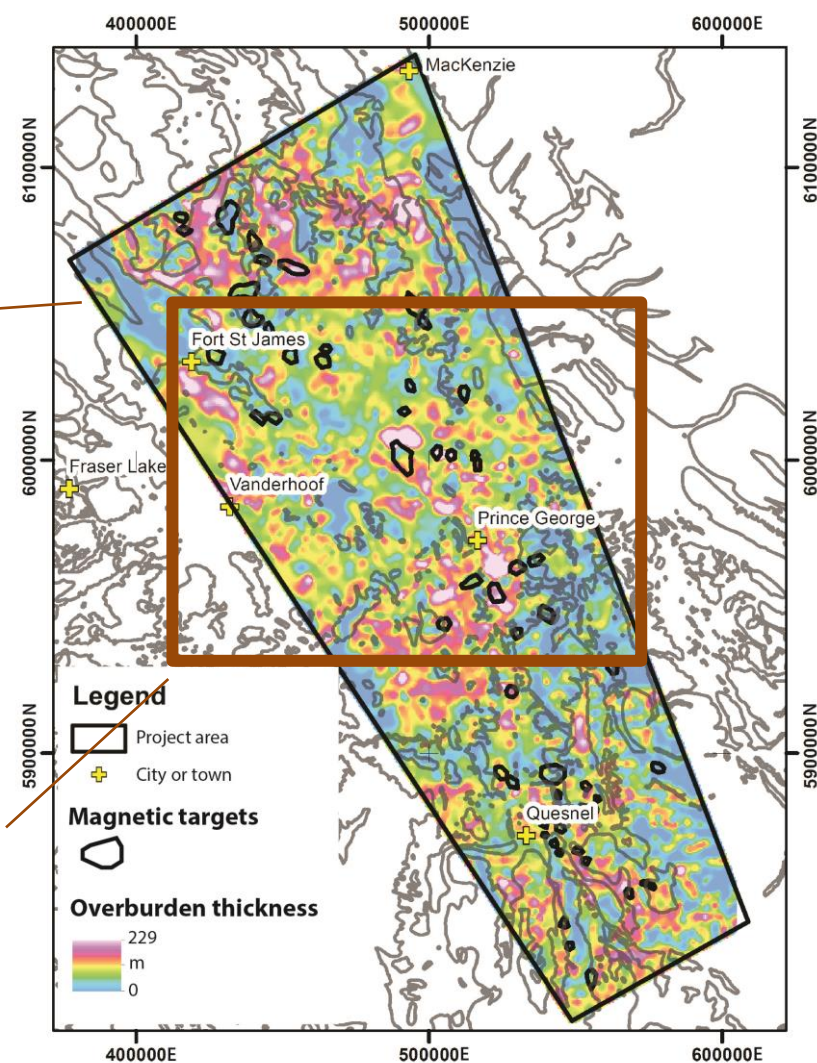 400000E
500000E
600000E
MacKenzie
6100000N
6100000N
Fort St James
6000000N
6000000N
Fraser Lake
Vanderhoof
Prince George
Legend
Project area
City or town
5900000N
5900000N
Magnetic targets
Quesnel
Overburden thickness
229
m
0
400000E
500000E
600000E